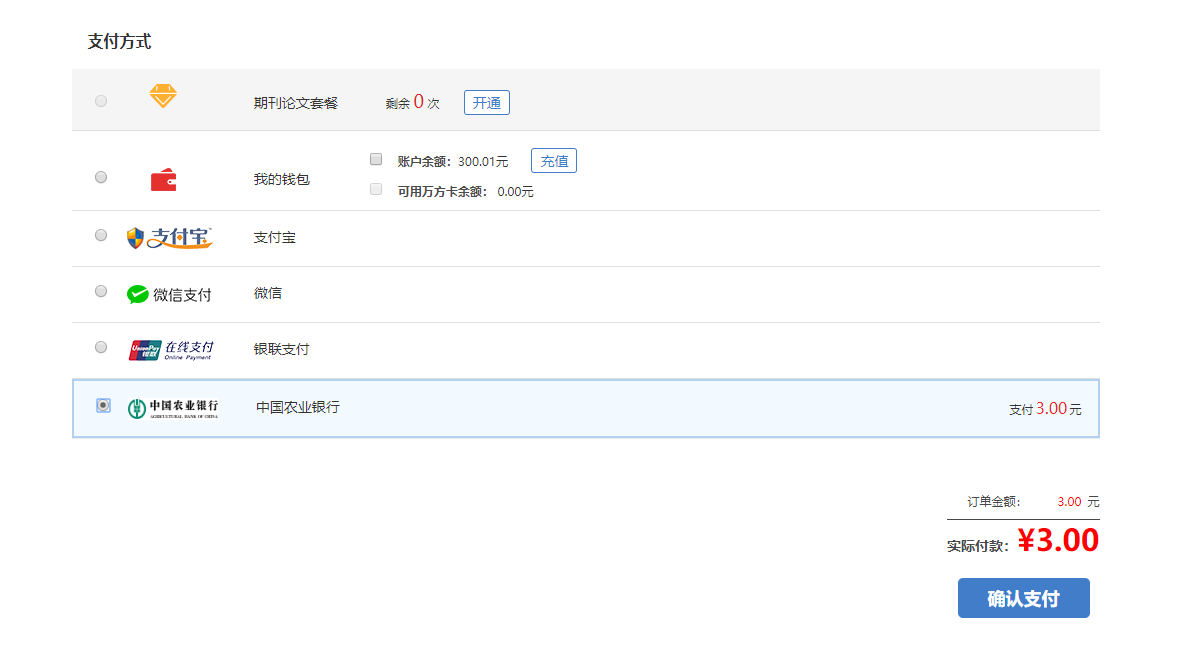 支付方式
期刊论文套餐 剩余 0 次 开通
账户余额：300.01元 充值
我的钱包
可用万方卡余额： 0.00元
支付宝 支付宝
微信支付 微信
UnionPay 银联 在线支付 Online Payment 银联支付
中国农业银行 AGRICULTURAL BANK OF CHINA 中国农业银行 支付 3.00 元
订单金额： 3.00 元
实际付款： ¥3.00
确认支付